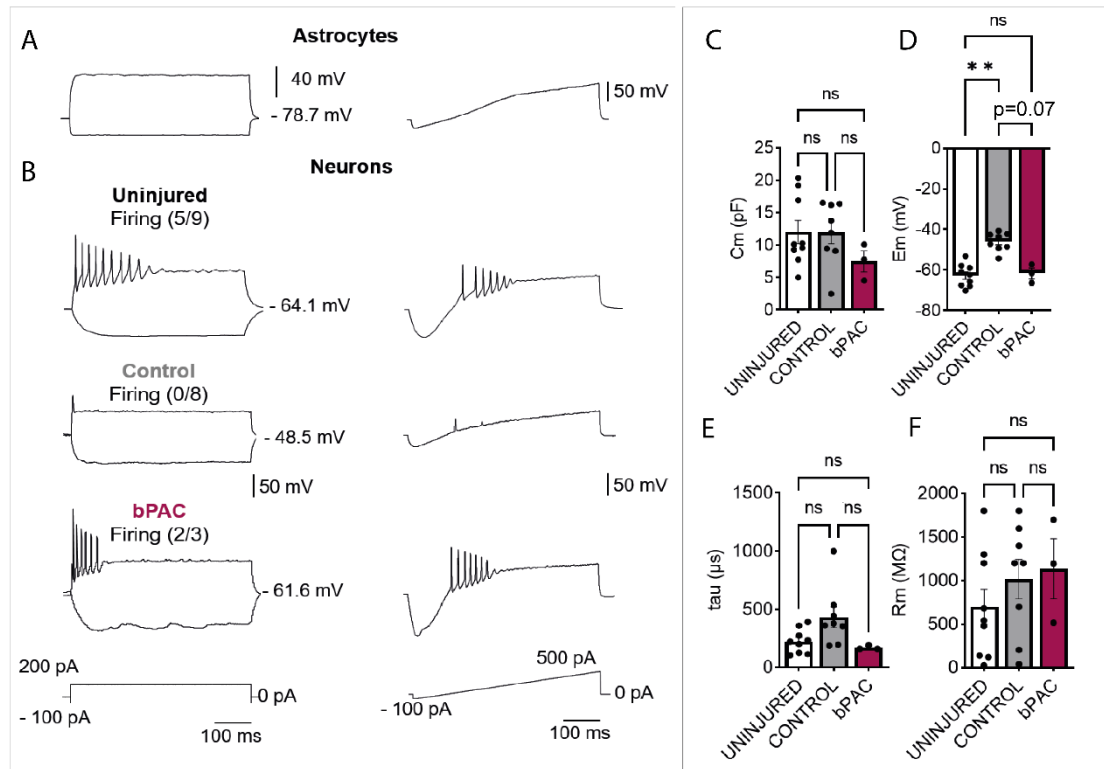 A
Astrocytes
40 mV
- 78.7 mV
50 mV
B
Neurons
Uninjured
Firing (5/9)
- 64.1 mV
Control
Firing (0/8)
- 48.5 mV
50 mV
50 mV
bPAC
Firing (2/3)
- 61.6 mV
200 pA
0 pA
- 100 pA
100 ms
500 pA
0 pA
- 100 pA
100 ms
C
ns
ns
ns
25
20
15
10
5
0
Cm (pF)
UNINJURED
CONTROL
bPAC
D
ns
**
p=0.07
0
-20
-40
-60
-80
Em (mV)
UNINJURED
CONTROL
bPAC
E
ns
ns
ns
1500
1000
500
0
tau (µs)
UNINJURED
CONTROL
bPAC
F
ns
ns
ns
2000
1500
1000
500
0
Rm (MΩ)
UNINJURED
CONTROL
bPAC